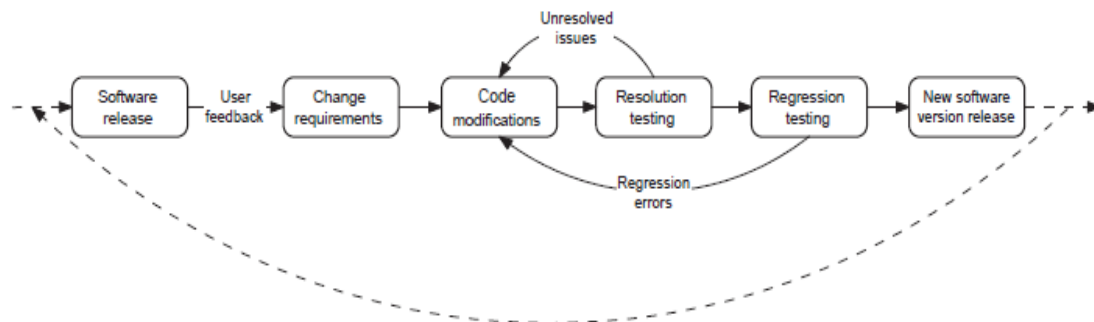 Unresolved
issues
Software
release
User
feedback
Change
requirements
Code
modifications
Resolution
testing
Regression
testing
New software
version release
Regression
errors